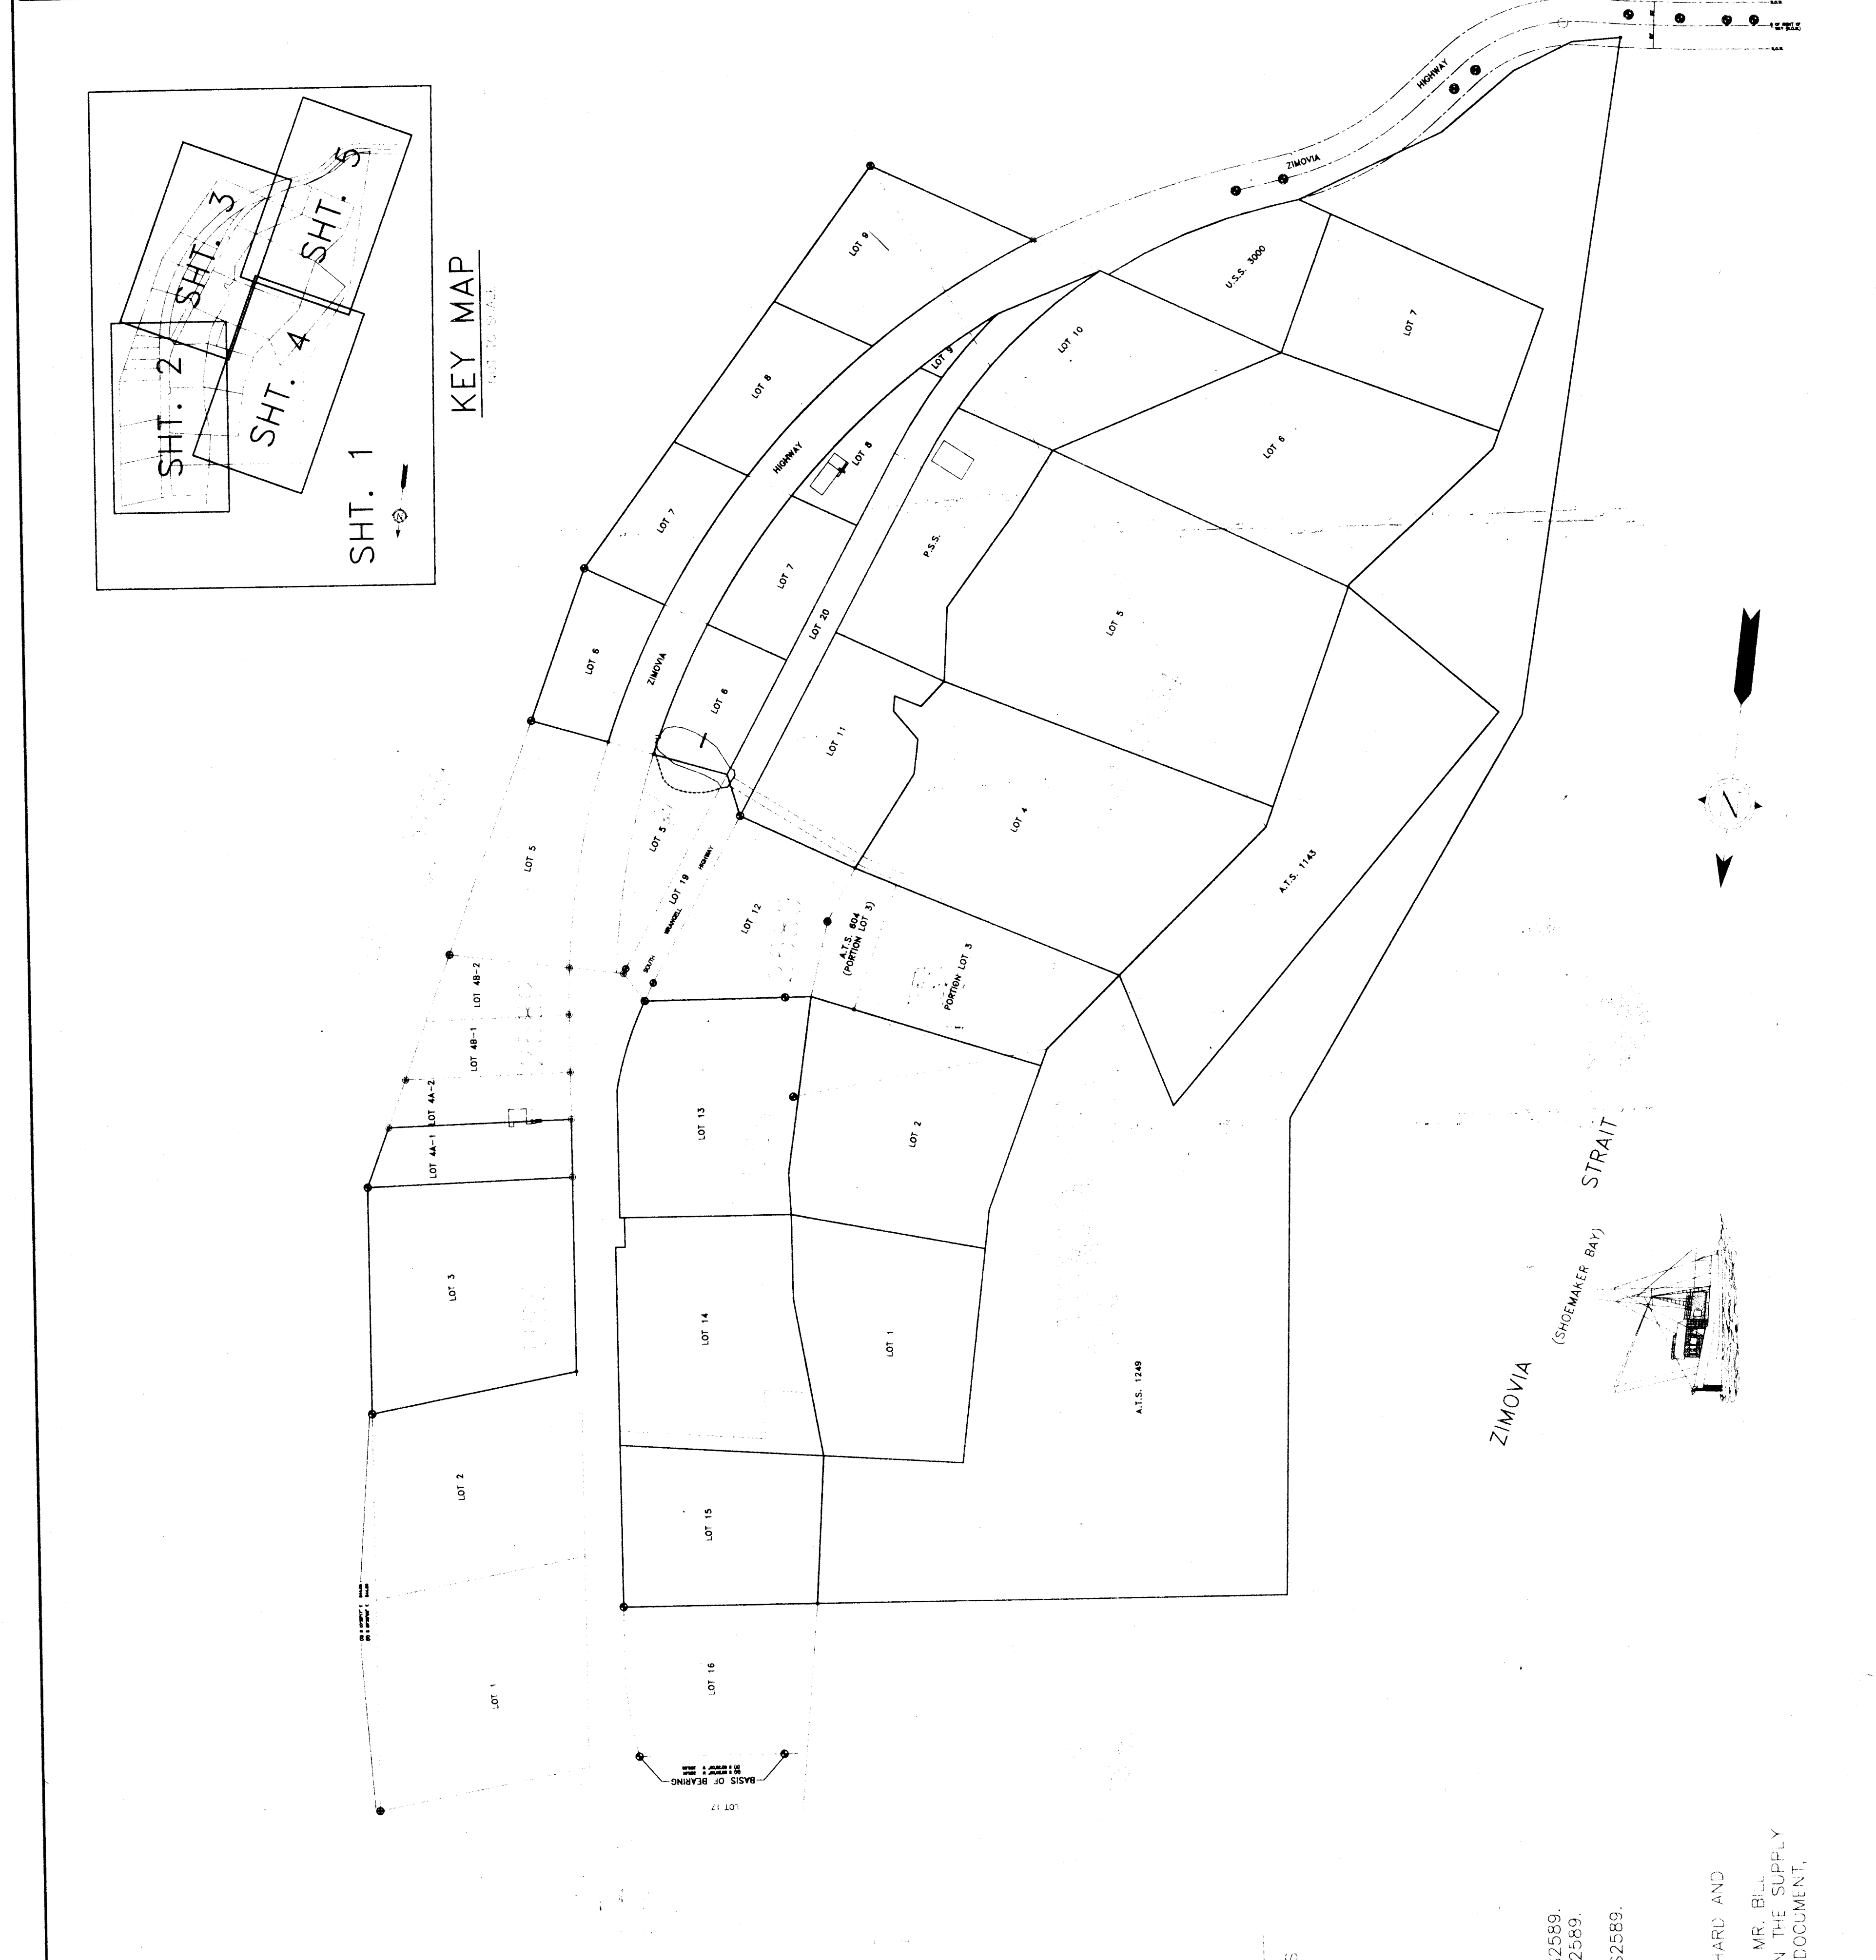 SHT. 3
SHT. 5
SHT. 2
SHT. 4
SHT. 1
KEY MAP
HIGHWAY
ZIMOVIA
LOT 9
LOT 8
LOT 7
LOT 6
HIGHWAY
ZIMOVIA
LOT 9
LOT 8
LOT 7
LOT 6
LOT 20
U.S.S. 3000
LOT 7
LOT 10
LOT 6
P.S.S.
LOT 5
LOT 11
LOT 4
A.T.S. 1143
LOT 5
LOT 5
LOT 19
SOUTH
WRANGELL
HIGHWAY
LOT 12
A.T.S. 604
(PORTION LOT 3)
PORTION LOT 3
LOT 4B-2
LOT 4B-1
LOT 4A-2
LOT 4A-1
LOT 13
LOT 2
LOT 3
LOT 14
LOT 1
A.T.S. 1249
LOT 2
LOT 15
LOT 1
LOT 16
BASIS OF BEARING
LOT 17
ZIMOVIA STRAIT
(SHOEMAKER BAY)
2589.
2589.
2589.
HARD AND
MR.
THE SUPPLY
DOCUMENT,